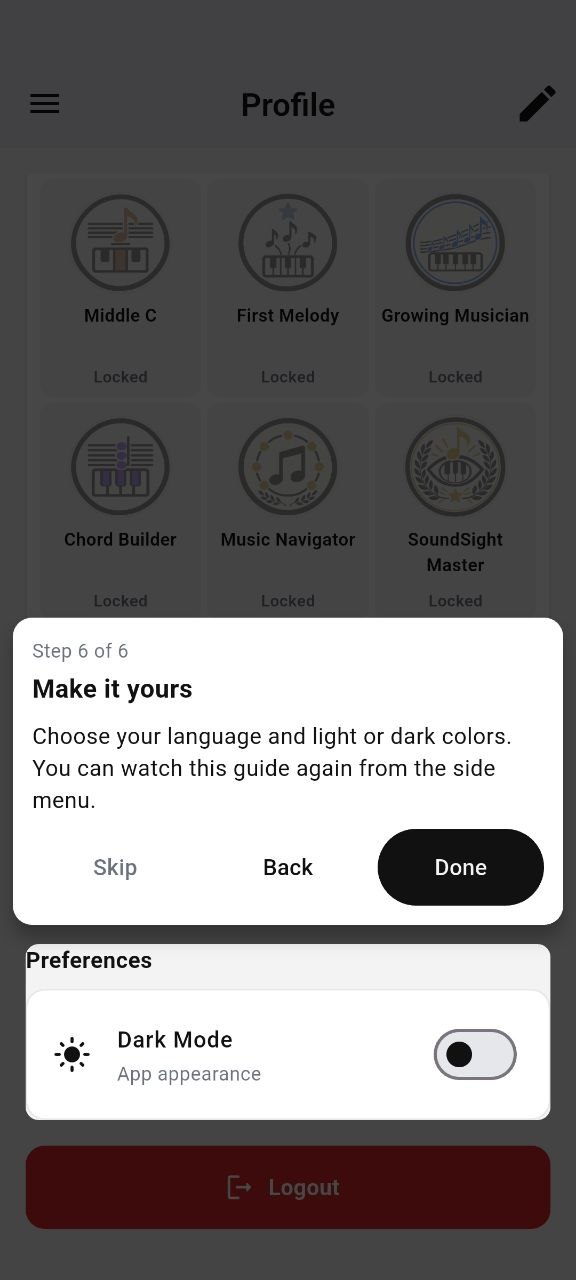 Profile
Middle C
First Melody
Growing Musician
Locked
Locked
Locked
Chord Builder
Music Navigator
SoundSight
Master
Locked
Locked
Locked
Step 6 of 6
Make it yours
Choose your language and light or dark colors.
You can watch this guide again from the side
menu.
Skip
Back
Done
Preferences
Dark Mode
App appearance
Logout